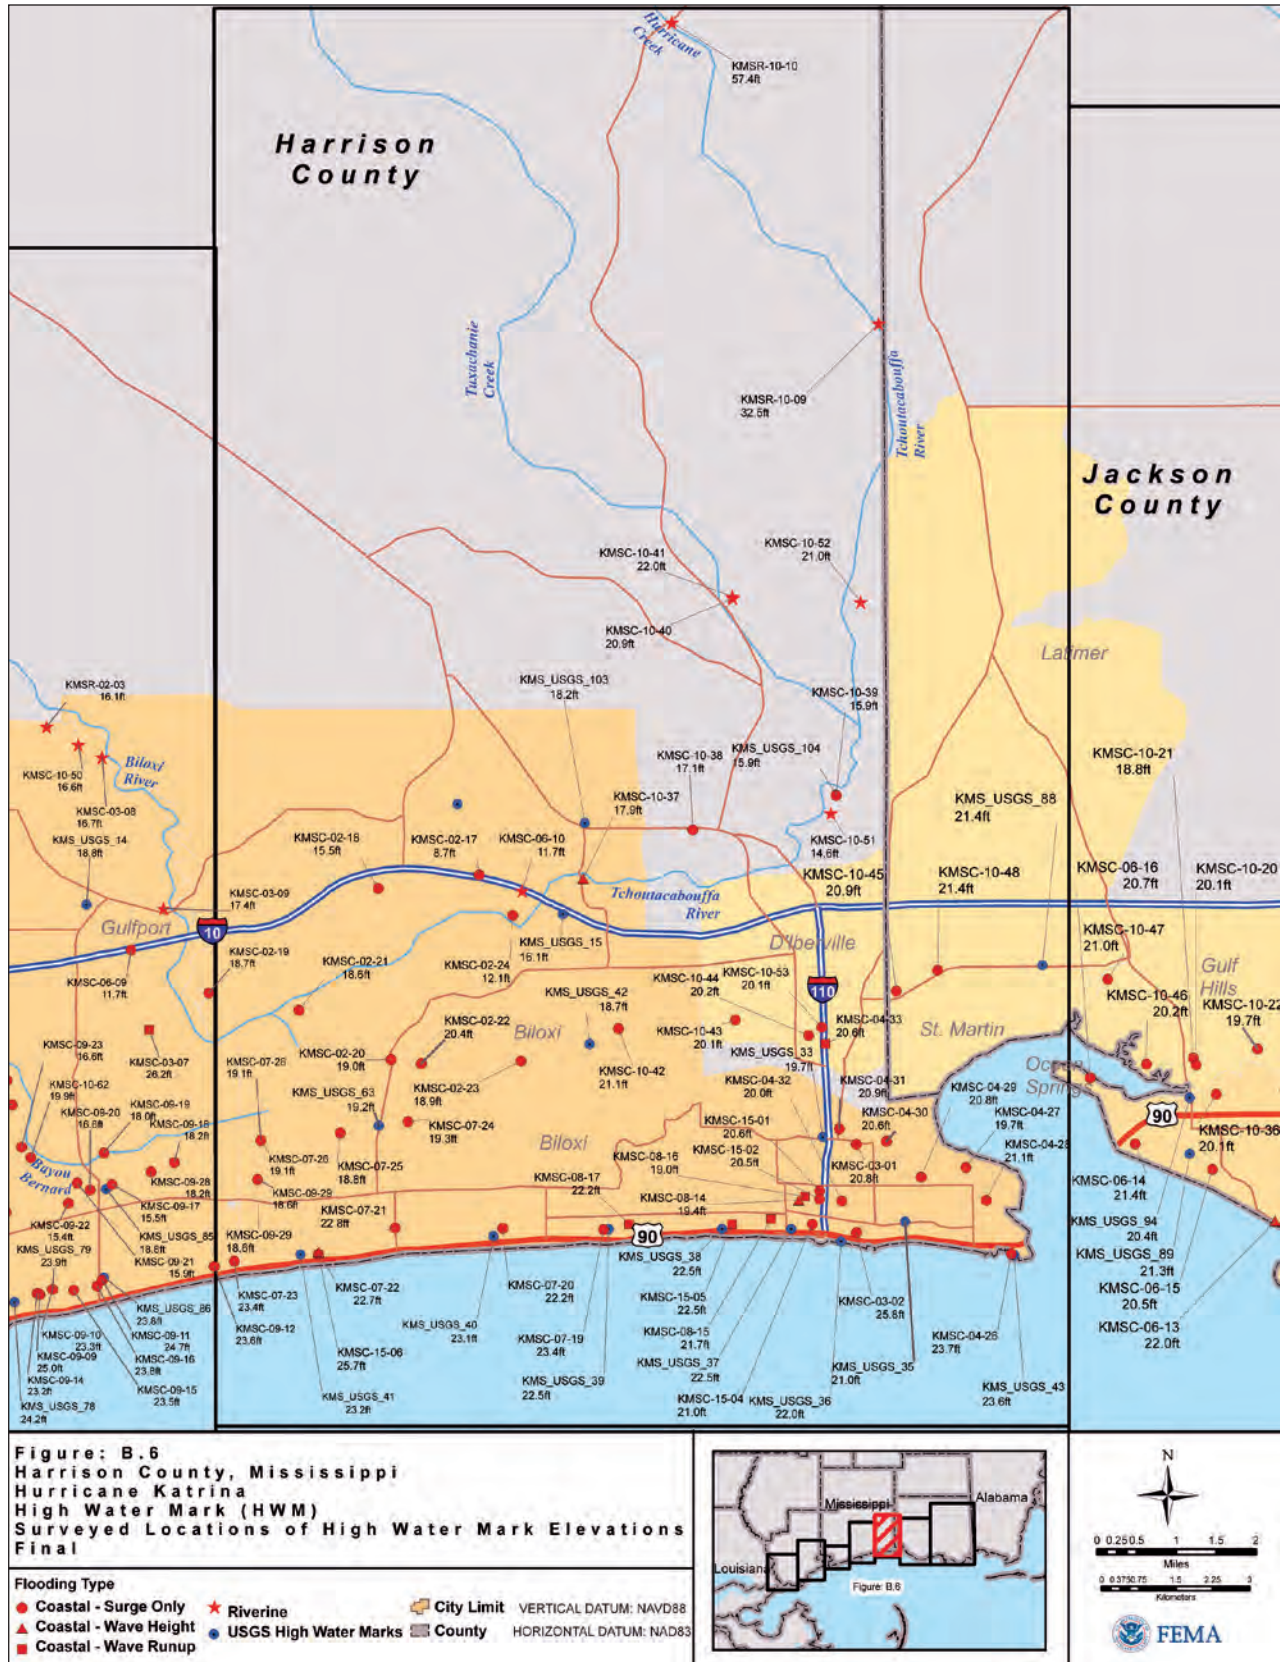 Hurricane
Creek
KMSR-10-10
57.4ft
Harrison
County
Tuxachanie
Creek
KMSR-10-09
32.5ft
Tchoutacabouffa
River
Jackson
County
KMSC-10-41
22.0ft
KMSC-10-52
21.0ft
KMSC-10-40
20.9ft
Latimer
KMSR-02-03
16.1ft
KMS_USGS_103
18.2ft
KMSC-10-39
15.9ft
KMSC-10-38
17.1ft
KMS_USGS_104
15.9ft
KMSC-10-21
18.8ft
KMSC-10-50
16.6ft
Biloxi
River
KMSC-03-08
16.7ft
KMS_USGS_14
18.8ft
KMSC-10-37
17.9ft
KMS_USGS_88
21.4ft
KMSC-02-18
15.5ft
KMSC-02-17
8.7ft
KMSC-06-10
11.7ft
KMSC-10-51
14.6ft
KMSC-10-45
20.9ft
KMSC-10-48
21.4ft
KMSC-06-16
20.7ft
KMSC-10-20
20.1ft
KMSC-03-09
17.4ft
Tchoutacabouffa
River
Gulfport
10
D'Iberville
KMS_USGS_15
16.1ft
KMSC-10-47
21.0ft
KMSC-02-19
18.7ft
KMSC-02-21
18.6ft
KMSC-02-24
12.1ft
KMSC-06-09
11.7ft
KMSC-10-44
20.2ft
KMSC-10-53
20.1ft
110
Gulf
Hills
KMS_USGS_42
18.7ft
KMSC-10-46
20.2ft
KMSC-10-22
19.7ft
KMSC-02-22
20.4ft
Biloxi
KMSC-10-43
20.1ft
KMSC-04-33
20.6ft
St. Martin
KMSC-09-23
16.6ft
KMSC-03-07
26.2ft
KMSC-07-28
19.1ft
KMSC-02-20
19.0ft
KMSC-10-42
21.1ft
KMS_USGS_33
19.7ft
Ocean
Springs
KMSC-10-62
19.9ft
KMS_USGS_63
19.2ft
KMSC-02-23
18.9ft
KMSC-04-32
20.0ft
KMSC-04-31
20.9ft
KMSC-04-29
20.8ft
KMSC-09-20
16.6ft
KMSC-09-19
18.0ft
KMSC-09-18
18.2ft
KMSC-07-24
19.3ft
Biloxi
KMSC-15-01
20.6ft
KMSC-04-30
20.6ft
KMSC-04-27
19.7ft
90
KMSC-10-36
20.1ft
Bayou
Bernard
KMSC-07-26
19.1ft
KMSC-07-25
18.8ft
KMSC-08-16
19.0ft
KMSC-15-02
20.5ft
KMSC-03-01
20.8ft
KMSC-04-28
21.1ft
KMSC-09-28
18.2ft
KMSC-09-29
18.6ft
KMSC-08-17
22.2ft
KMSC-06-14
21.4ft
KMSC-09-17
15.5ft
KMSC-07-21
22.8ft
KMSC-08-14
19.4ft
KMSC-09-22
15.4ft
KMS_USGS_85
18.8ft
KMSC-09-29
18.6ft
90
KMS_USGS_94
20.4ft
KMS_USGS_79
23.9ft
KMSC-09-21
15.9ft
KMS_USGS_38
22.5ft
KMS_USGS_89
21.3ft
KMSC-07-23
23.4ft
KMSC-07-22
22.7ft
KMSC-07-20
22.2ft
KMSC-15-05
22.5ft
KMSC-03-02
25.8ft
KMSC-06-15
20.5ft
KMS_USGS_86
23.8ft
KMSC-09-10
23.3ft
KMSC-09-11
24.7ft
KMSC-09-12
23.6ft
KMS_USGS_40
23.1ft
KMSC-07-19
23.4ft
KMSC-08-15
21.7ft
KMSC-04-26
23.7ft
KMSC-06-13
22.0ft
KMSC-09-09
25.0ft
KMSC-09-16
23.8ft
KMSC-15-06
25.7ft
KMS_USGS_37
22.5ft
KMS_USGS_35
21.0ft
KMSC-09-14
23.2ft
KMSC-09-15
23.5ft
KMS_USGS_39
22.5ft
KMS_USGS_78
24.2ft
KMS_USGS_41
23.2ft
KMSC-15-04
21.0ft
KMS_USGS_36
22.0ft
KMS_USGS_43
23.6ft
Figure: B.6
Harrison County, Mississippi
Hurricane Katrina
High Water Mark (HWM)
Surveyed Locations of High Water Mark Elevations
Final
Flooding Type
Coastal - Surge Only
Coastal - Wave Height
Coastal - Wave Runup
Riverine
USGS High Water Marks
City Limit
County
VERTICAL DATUM: NAVD88
HORIZONTAL DATUM: NAD83
Mississippi
Alabama
Louisiana
Figure: B.6
N
0 0.25 0.5 1 1.5 2
Miles
0 0.375 0.75 1.5 2.25 3
Kilometers
FEMA